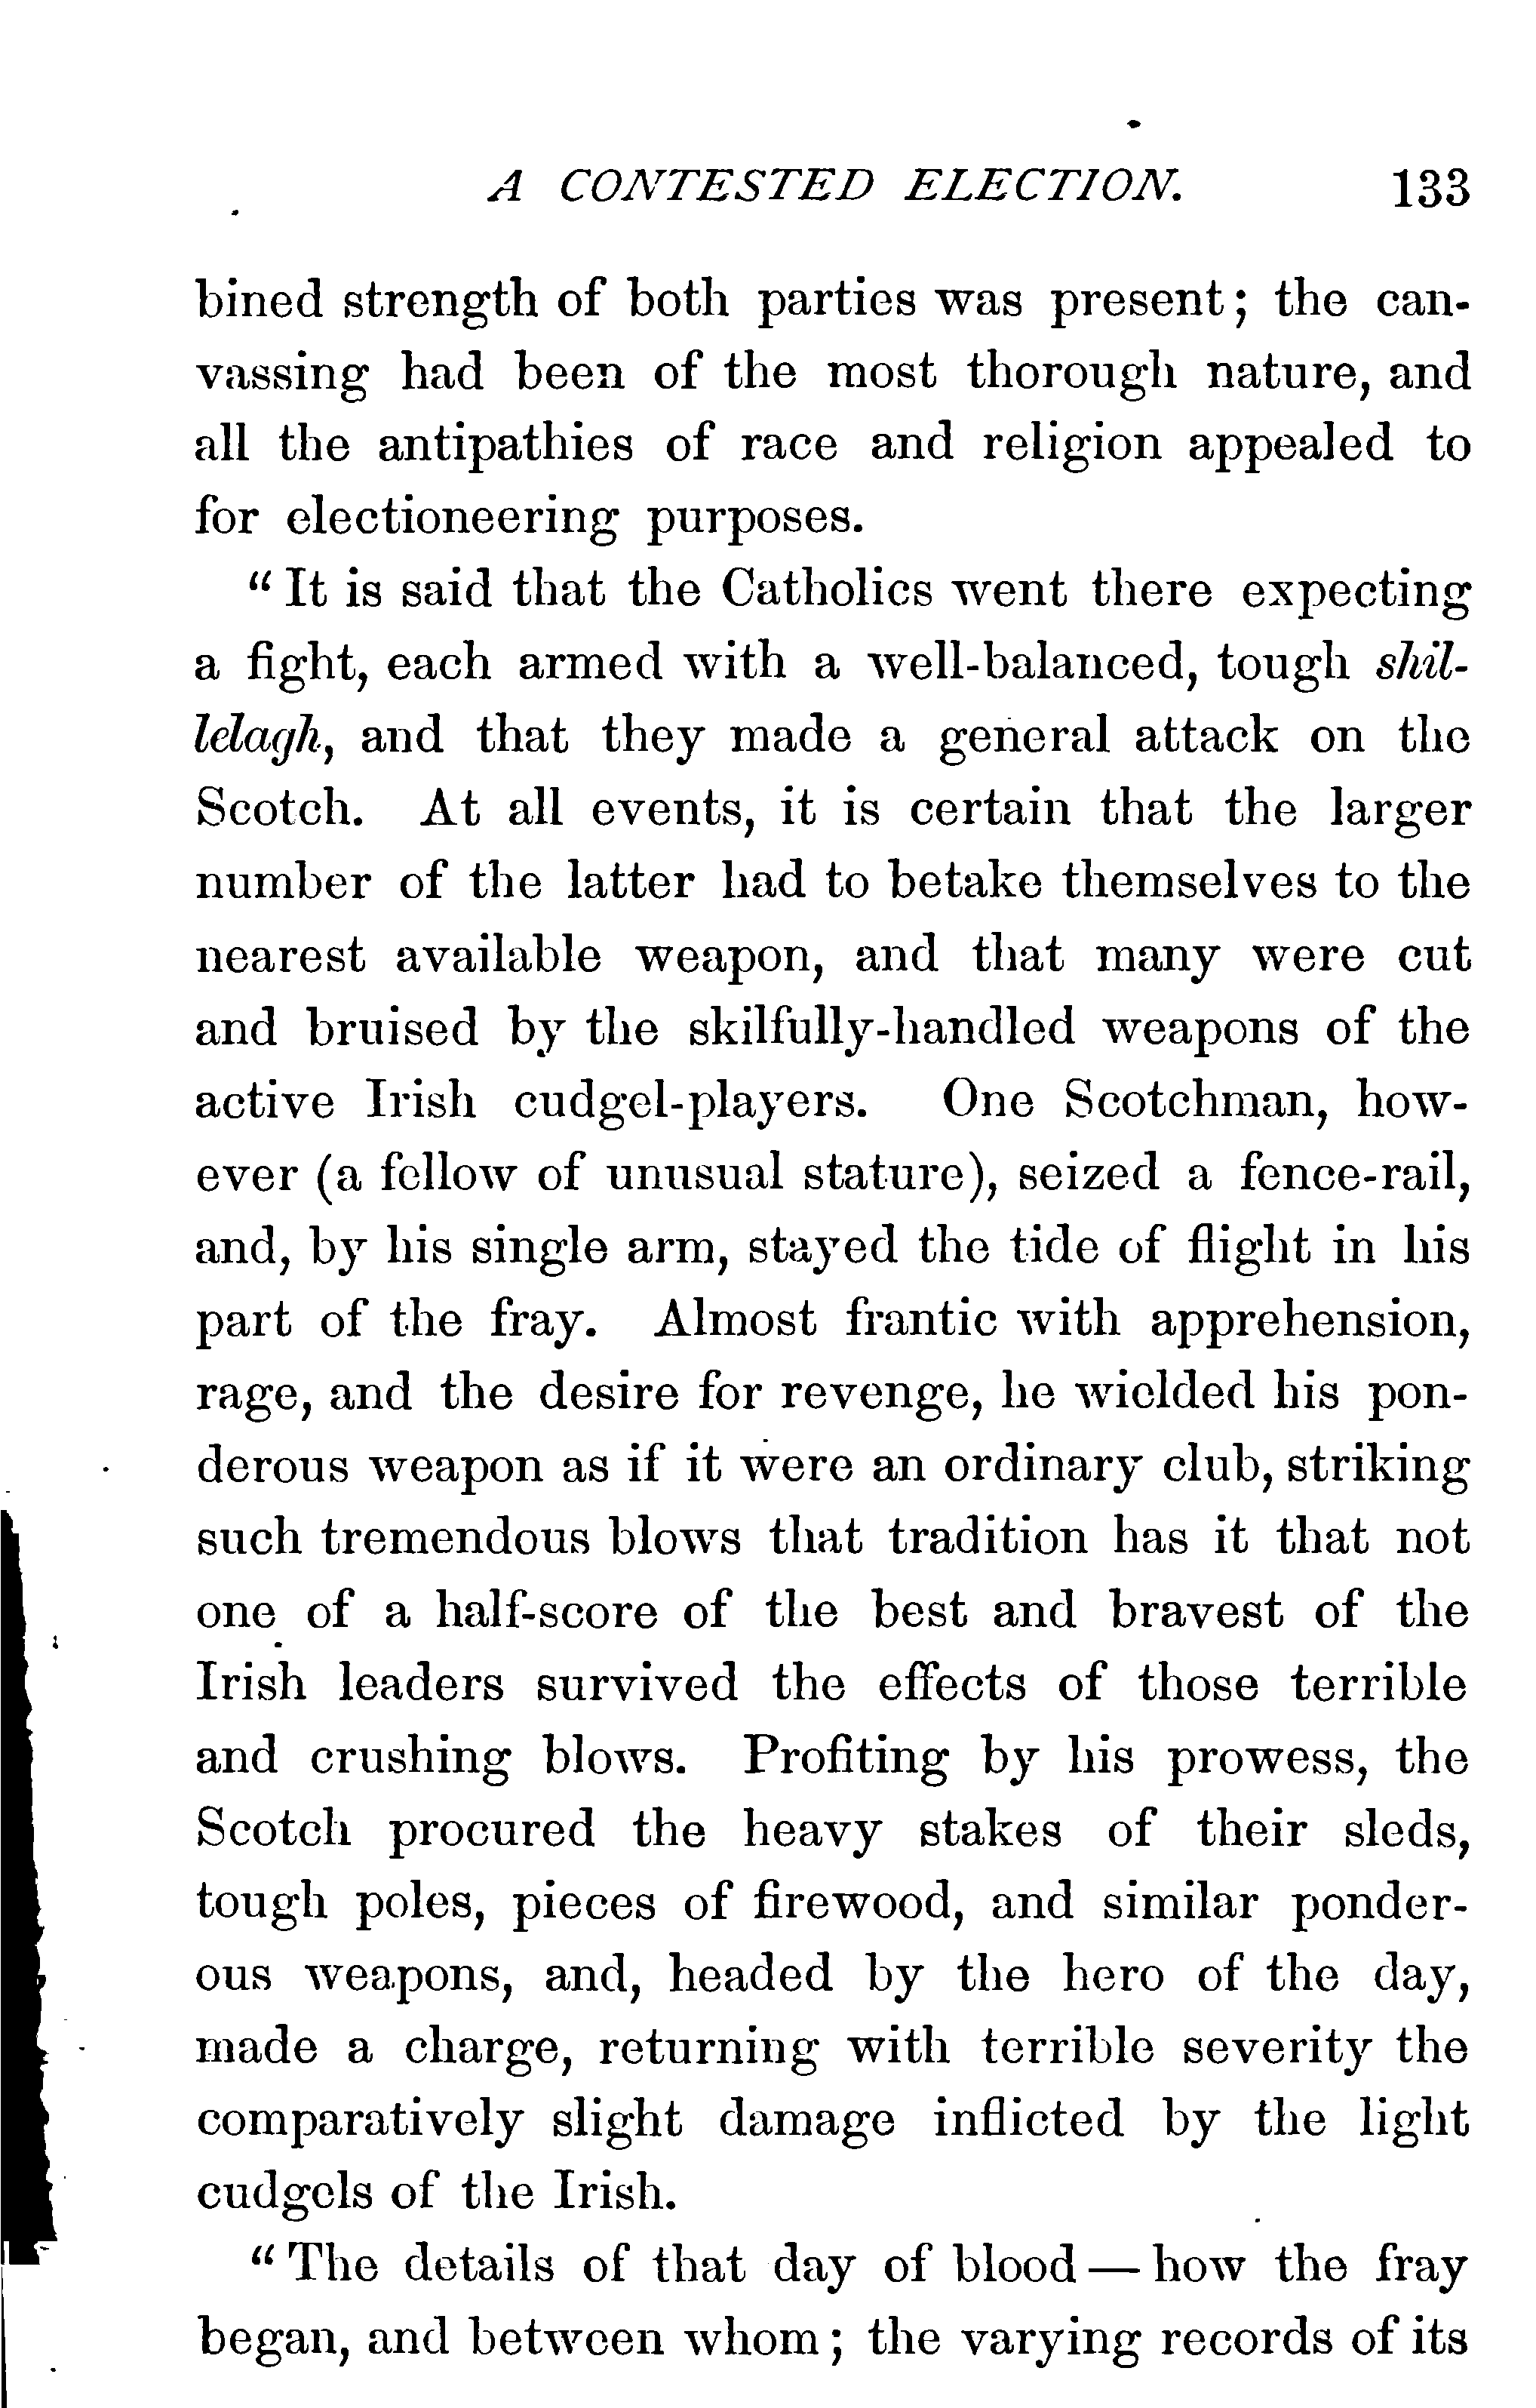 A CONTESTED ELECTION. 133
bined strength of both parties was present; the can-
vassing had been of the most thorough nature, and
all the antipathies of race and religion appealed to
for electioneering purposes.
“It is said that the Catholics went there expecting
a fight, each armed with a well-balanced, tough shil-
lelagh, and that they made a general attack on the
Scotch. At all events, it is certain that the larger
number of the latter had to betake themselves to the
nearest available weapon, and that many were cut
and bruised by the skilfully-handled weapons of the
active Irish cudgel-players. One Scotchman, how-
ever (a fellow of unusual stature), seized a fence-rail,
and, by his single arm, stayed the tide of flight in his
part of the fray. Almost frantic with apprehension,
rage, and the desire for revenge, he wielded his pon-
derous weapon as if it were an ordinary club, striking
such tremendous blows that tradition has it that not
one of a half-score of the best and bravest of the
Irish leaders survived the effects of those terrible
and crushing blows. Profiting by his prowess, the
Scotch procured the heavy stakes of their sleds,
tough poles, pieces of firewood, and similar ponder-
ous weapons, and, headed by the hero of the day,
made a charge, returning with terrible severity the
comparatively slight damage inflicted by the light
cudgels of the Irish.
“The details of that day of blood—how the fray
began, and between whom; the varying records of its